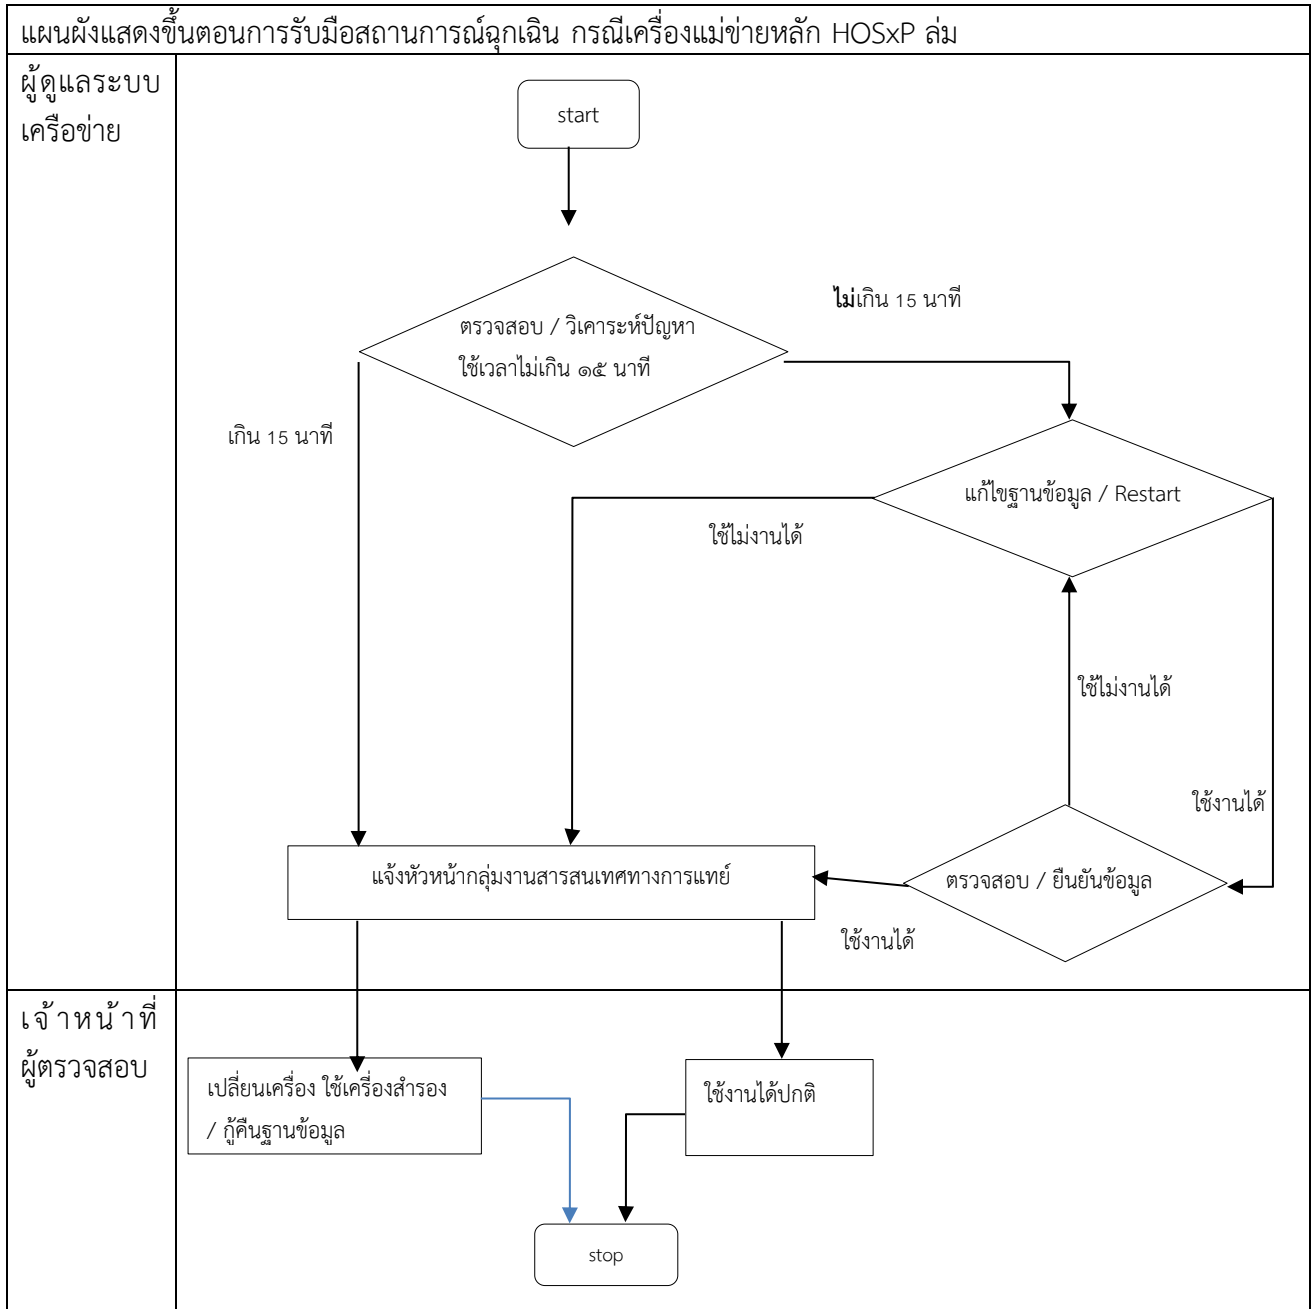 แผนผังแสดงขึ้นตอนการรับมือสถานการณ์ฉุกเฉิน กรณีเครื่องแม่ข่ายหลัก HOSxP ล่ม
ผู้ดูแลระบบ
เครือข่าย
start
ไม่เกิน 15 นาที
ตรวจสอบ / วิเคาระห์ปัญหา
ใช้เวลาไม่เกิน ๑๕ นาที
เกิน 15 นาที
แก้ไขฐานข้อมูล / Restart
ใช้ไม่งานได้
ใช้ไม่งานได้
ใช้งานได้
แจ้งหัวหน้ากลุ่มงานสารสนเทศทางการแทย์
ตรวจสอบ / ยืนยันข้อมูล
ใช้งานได้
เจ้าหน้าที่
ผู้ตรวจสอบ
เปลี่ยนเครื่อง ใช้เครื่องสำรอง
/ กู้คืนฐานข้อมูล
ใช้งานได้ปกติ
stop